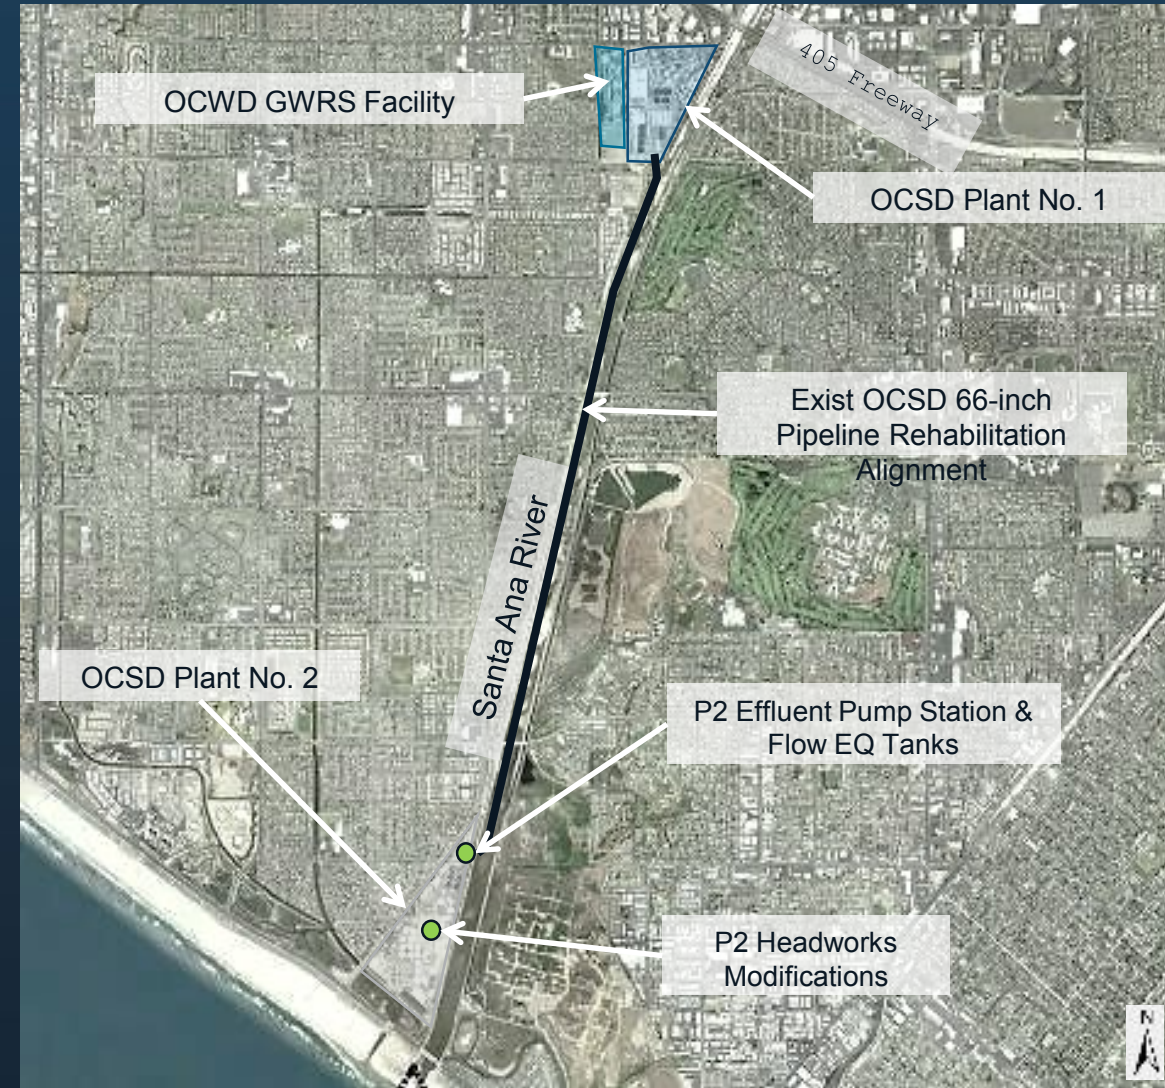 405 Freeway
OCWD GWRS Facility
OCSD Plant No. 1
Exist OCSD 66-inch
Pipeline Rehabilitation
Alignment
Santa Ana River
OCSD Plant No. 2
P2 Effluent Pump Station &
Flow EQ Tanks
P2 Headworks
Modifications
N